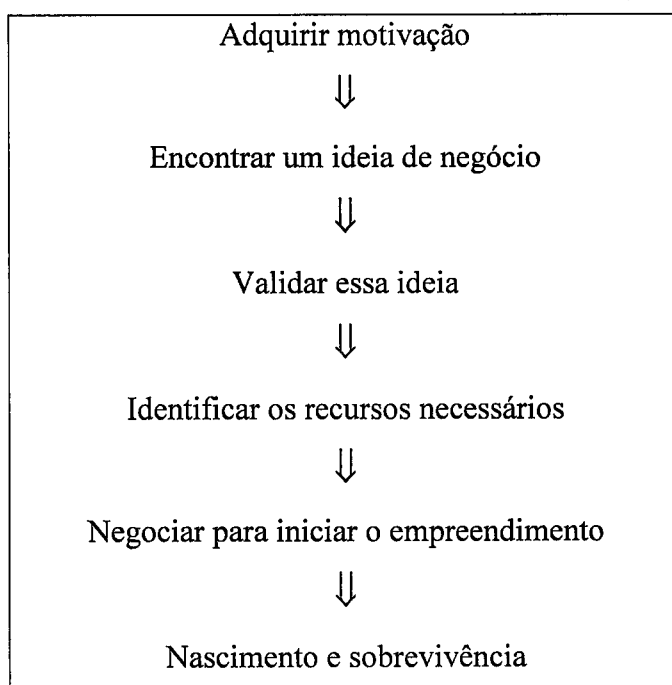 Adquirir motivação
⇓
Encontrar um ideia de negócio
⇓
Validar essa ideia
⇓
Identificar os recursos necessários
⇓
Negociar para iniciar o empreendimento
⇓
Nascimento e sobrevivência